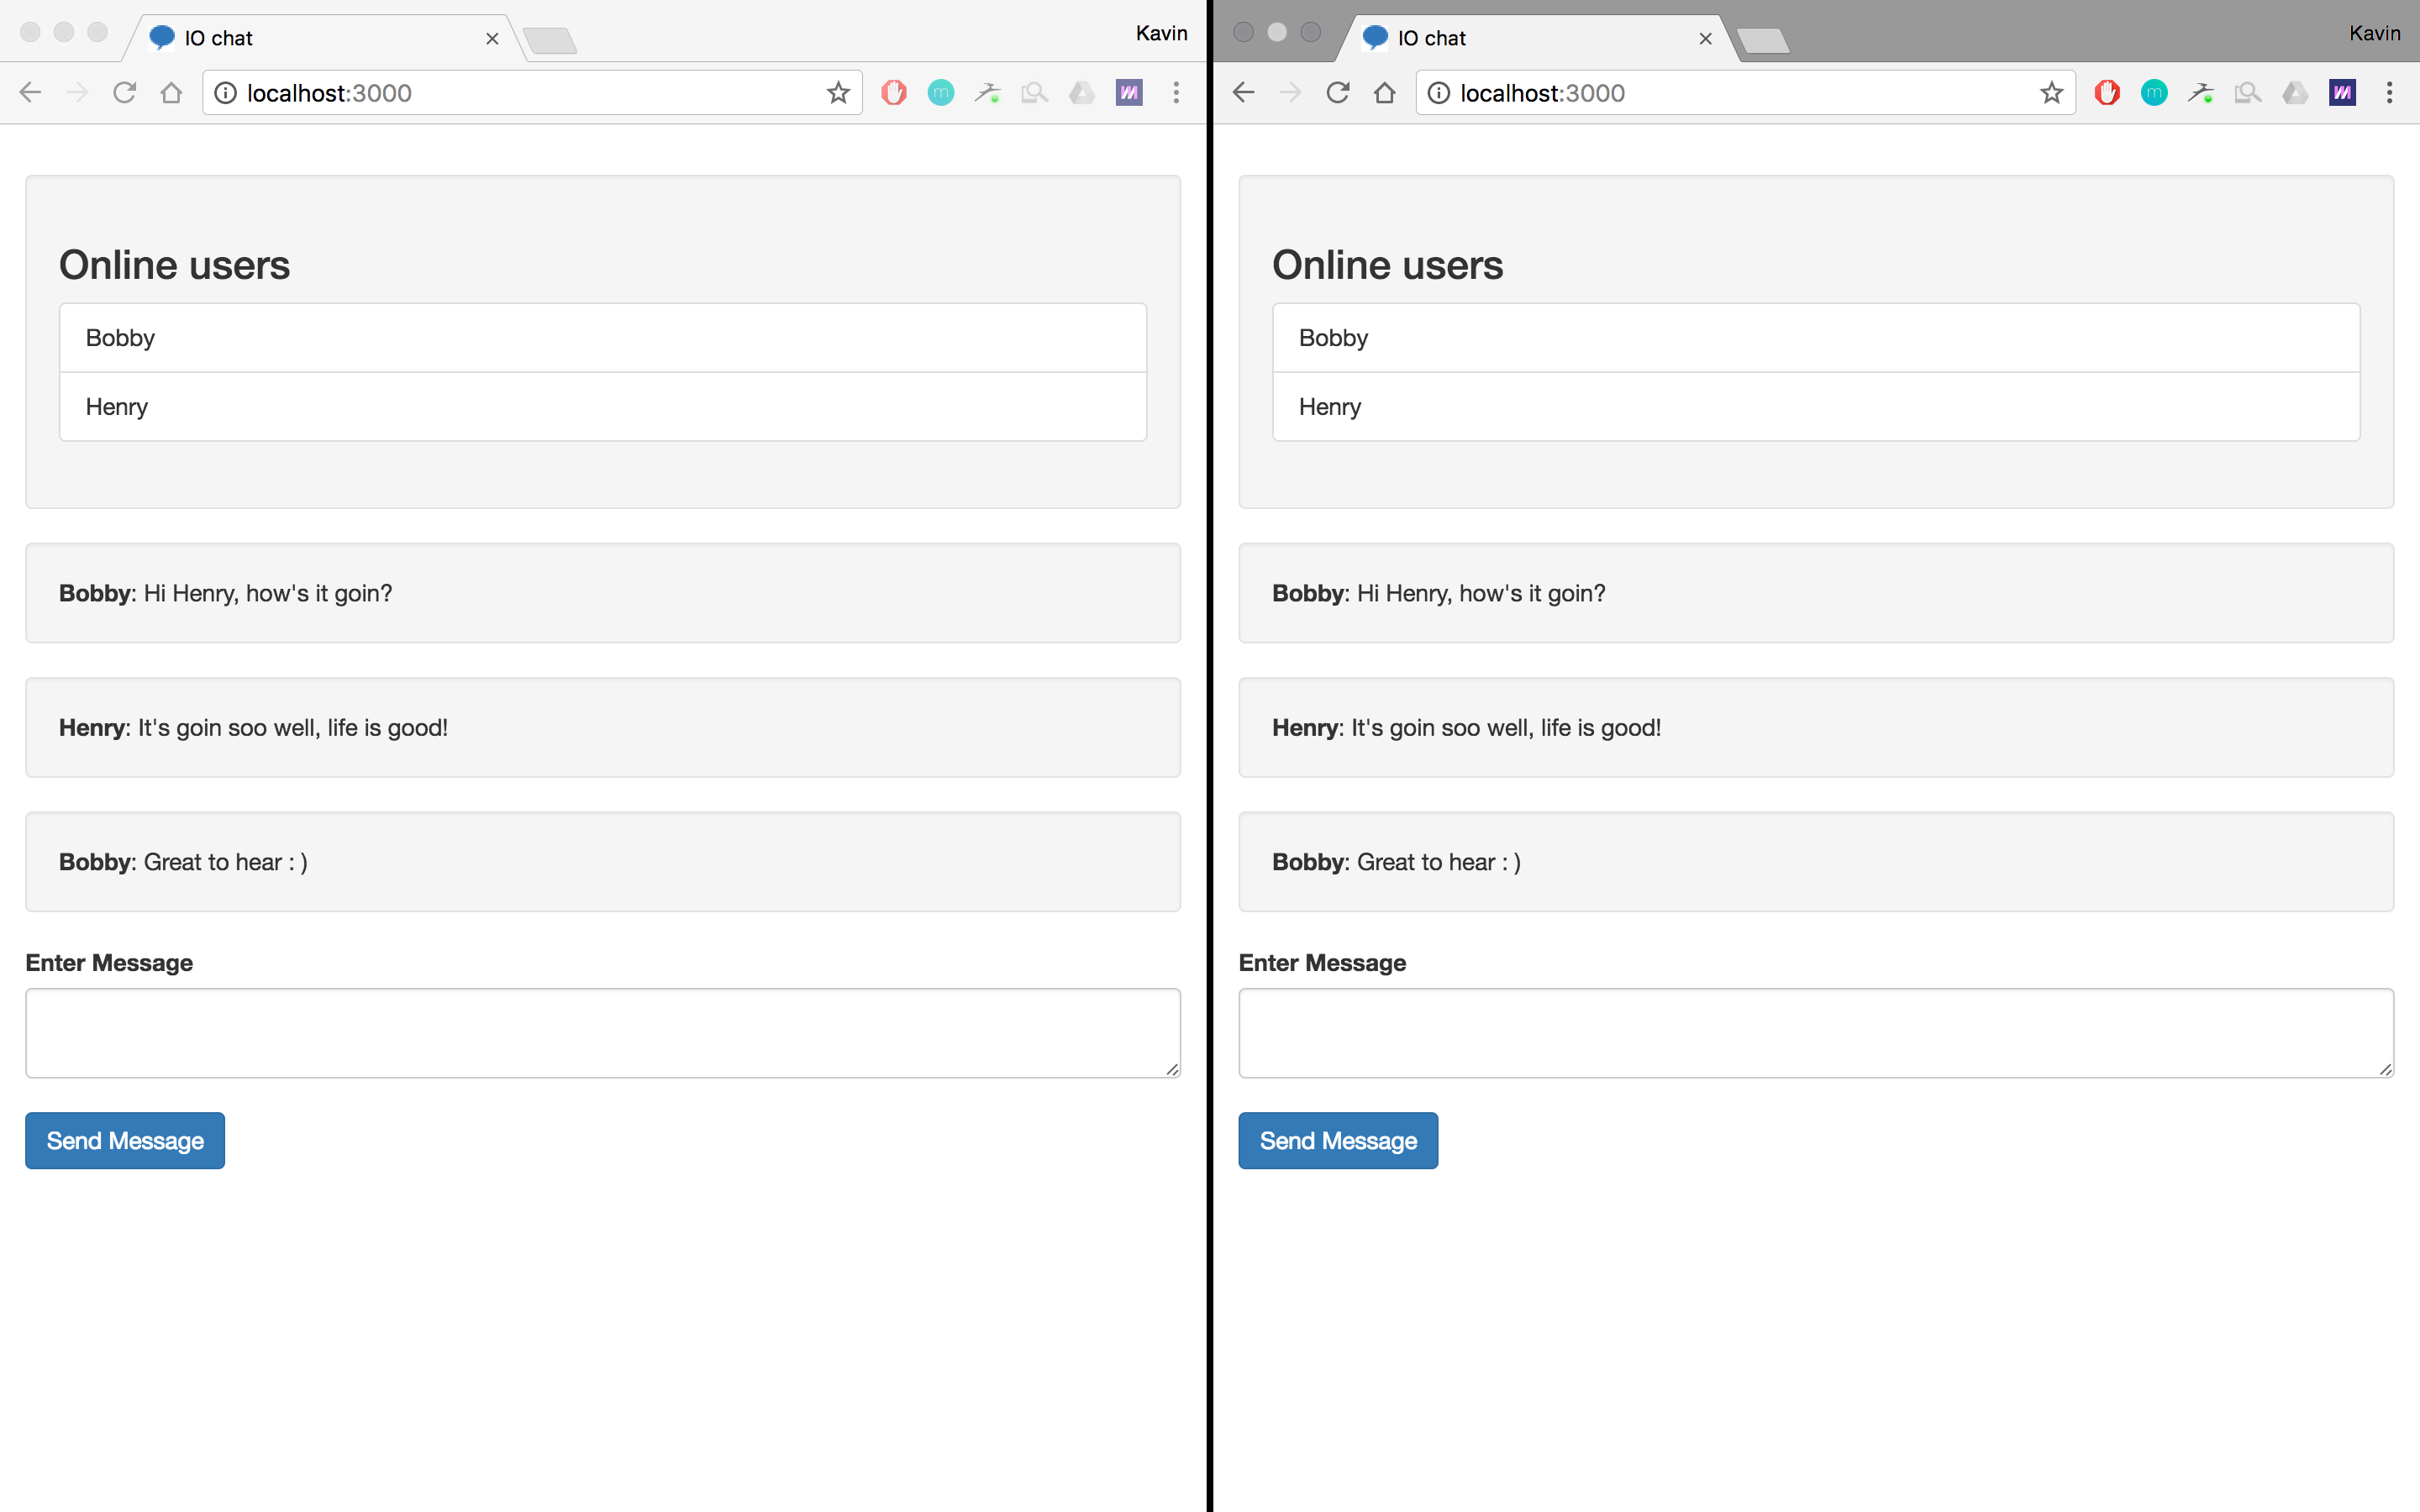 IO chat
Kavin
localhost:3000
Online users
Bobby
Henry
Bobby: Hi Henry, how's it goin?
Henry: It's goin soo well, life is good!
Bobby: Great to hear : )
Enter Message
Send Message
IO chat
Kavin
localhost:3000
Online users
Bobby
Henry
Bobby: Hi Henry, how's it goin?
Henry: It's goin soo well, life is good!
Bobby: Great to hear : )
Enter Message
Send Message